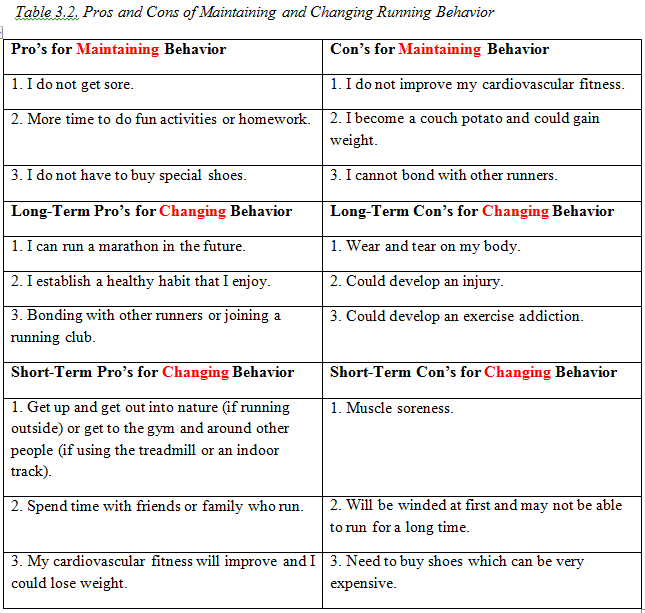 Table 3.2. Pros and Cons of Maintaining and Changing Running Behavior
Pro's for Maintaining Behavior
Con's for Maintaining Behavior
1. I do not get sore.
1. I do not improve my cardiovascular fitness.
2. More time to do fun activities or homework.
2. I become a couch potato and could gain
weight.
3. I do not have to buy special shoes.
3. I cannot bond with other runners.
Long-Term Pro's for Changing Behavior
Long-Term Con's for Changing Behavior
1. I can run a marathon in the future.
1. Wear and tear on my body.
2. I establish a healthy habit that I enjoy.
2. Could develop an injury.
3. Bonding with other runners or joining a
running club.
3. Could develop an exercise addiction.
Short-Term Pro's for Changing Behavior
Short-Term Con's for Changing Behavior
1. Get up and get out into nature (if running
outside) or get to the gym and around other
people (if using the treadmill or an indoor
track).
1. Muscle soreness.
2. Spend time with friends or family who run.
2. Will be winded at first and may not be able
to run for a long time.
3. My cardiovascular fitness will improve and I
could lose weight.
3. Need to buy shoes which can be very
expensive.